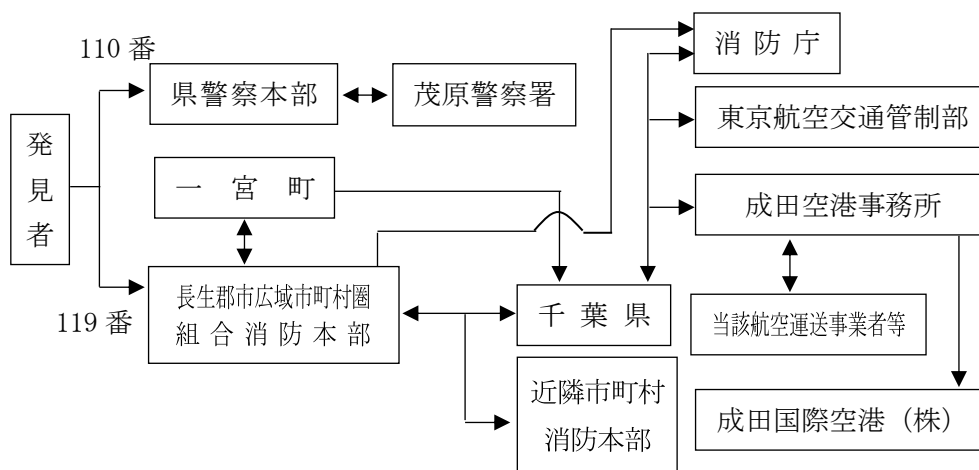 110 番
消 防 庁
県警察本部
茂原警察署
東京航空交通管制部
発見者
一 宮 町
成田空港事務所
長生郡市広域市町村圏
組 合 消 防 本 部
119 番
千 葉 県
当該航空運送事業者等
近隣市町村
消防本部
成田国際空港（株）